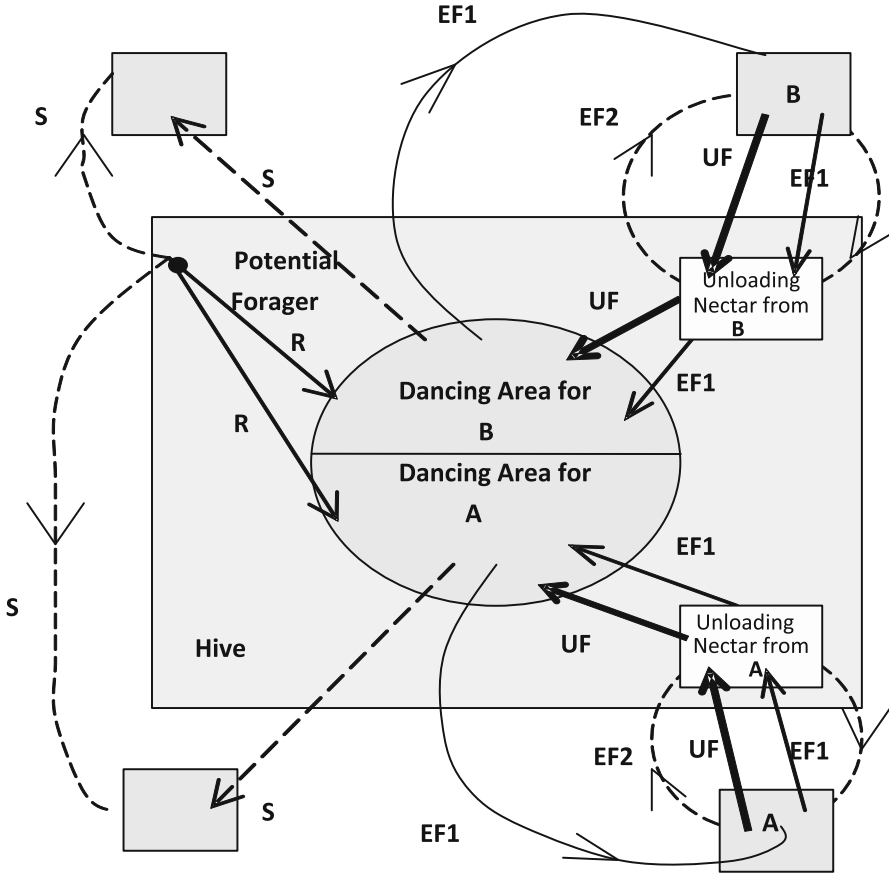 EF1
B
S
EF2
UF
S
EF1
Potential
Forager
Unloading
Nectar from
B
UF
R
EF1
Dancing Area for
B
R
Dancing Area for
A
EF1
S
Unloading
Nectar from
A
UF
Hive
UF
EF1
EF2
S
EF1
A